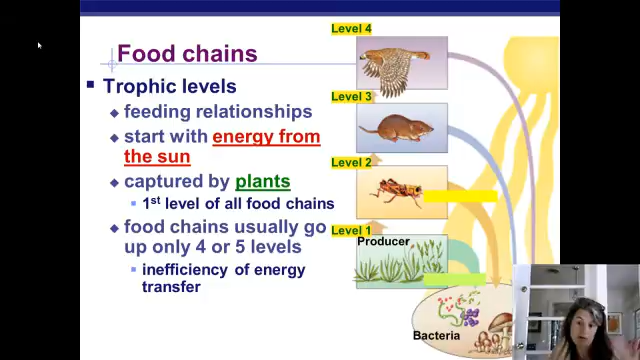 Food chains
Trophic levels
feeding relationships
start with energy from
the sun
captured by plants
1st level of all food chains
food chains usually go
up only 4 or 5 levels
inefficiency of energy
transfer
Level 4
Level 3
Level 2
Level 1
Producer
Bacteria